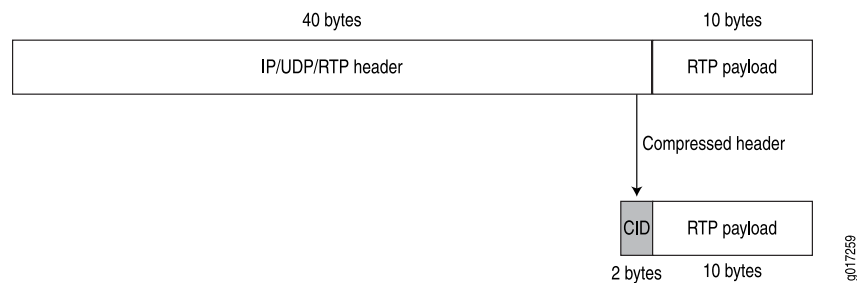 40 bytes
10 bytes
IP/UDP/RTP header
RTP payload
Compressed header
CID
RTP payload
2 bytes
10 bytes
g017259